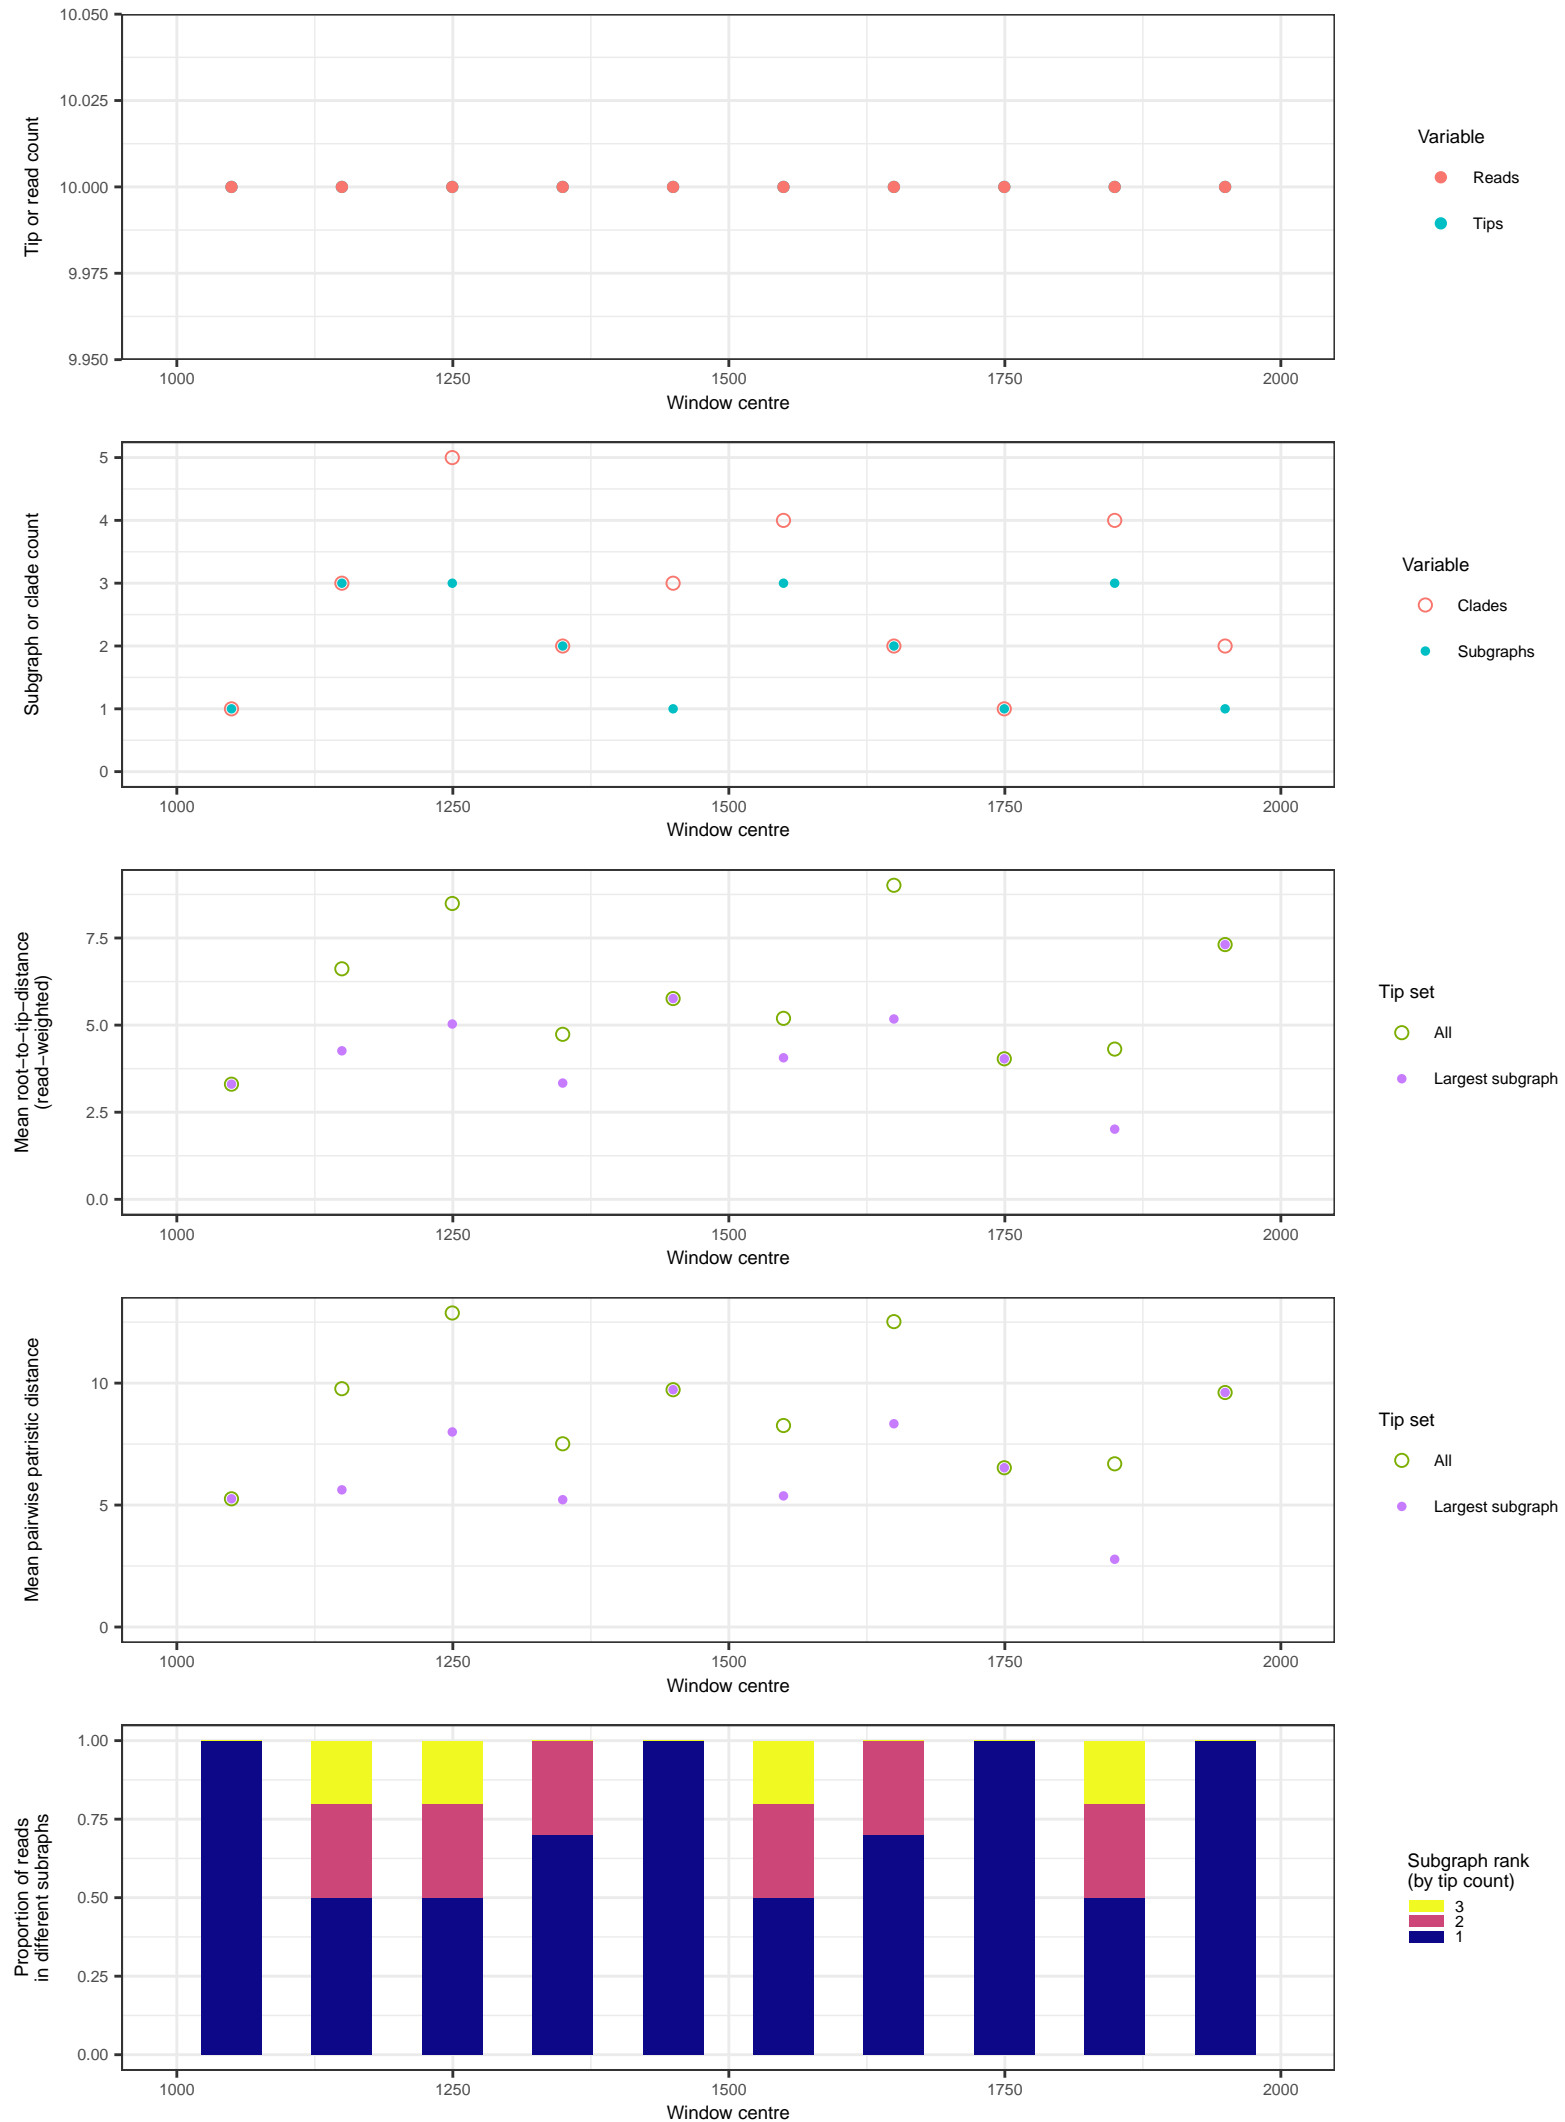 10.050
10.025
10.000
9.975
9.950
Tip or read count
1000 1250 1500 1750 2000
Window centre
Variable
Reads
Tips
5
4
3
2
1
0
Subgraph or clade count
1000 1250 1500 1750 2000
Window centre
Variable
Clades
Subgraphs
7.5
5.0
2.5
0.0
Mean root−to−tip−distance
(read−weighted)
1000 1250 1500 1750 2000
Window centre
Tip set
All
Largest subgraph
10
5
0
Mean pairwise patristic distance
1000 1250 1500 1750 2000
Window centre
Tip set
All
Largest subgraph
1.00
0.75
0.50
0.25
0.00
Proportion of reads
in different subraphs
1000 1250 1500 1750 2000
Window centre
Subgraph rank
(by tip count)
3
2
1